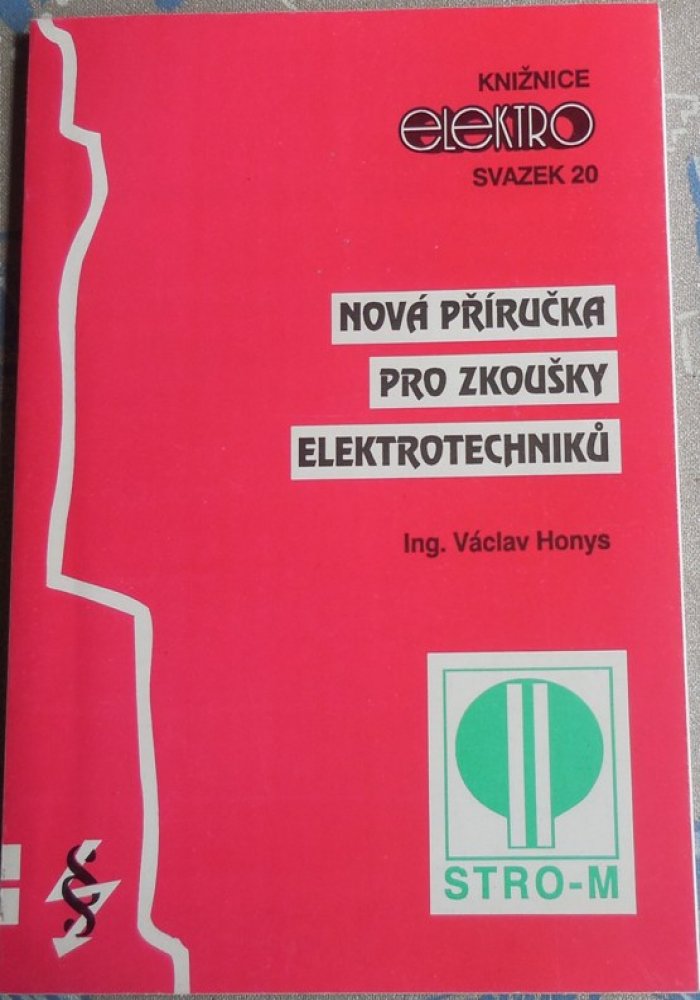 KNIŽNICE
ELEKTRO
SVAZEK 20
NOVÁ PŘÍRUČKA
PRO ZKOUŠKY
ELEKTROTECHNIKŮ
Ing. Václav Honys
STRO-M
§